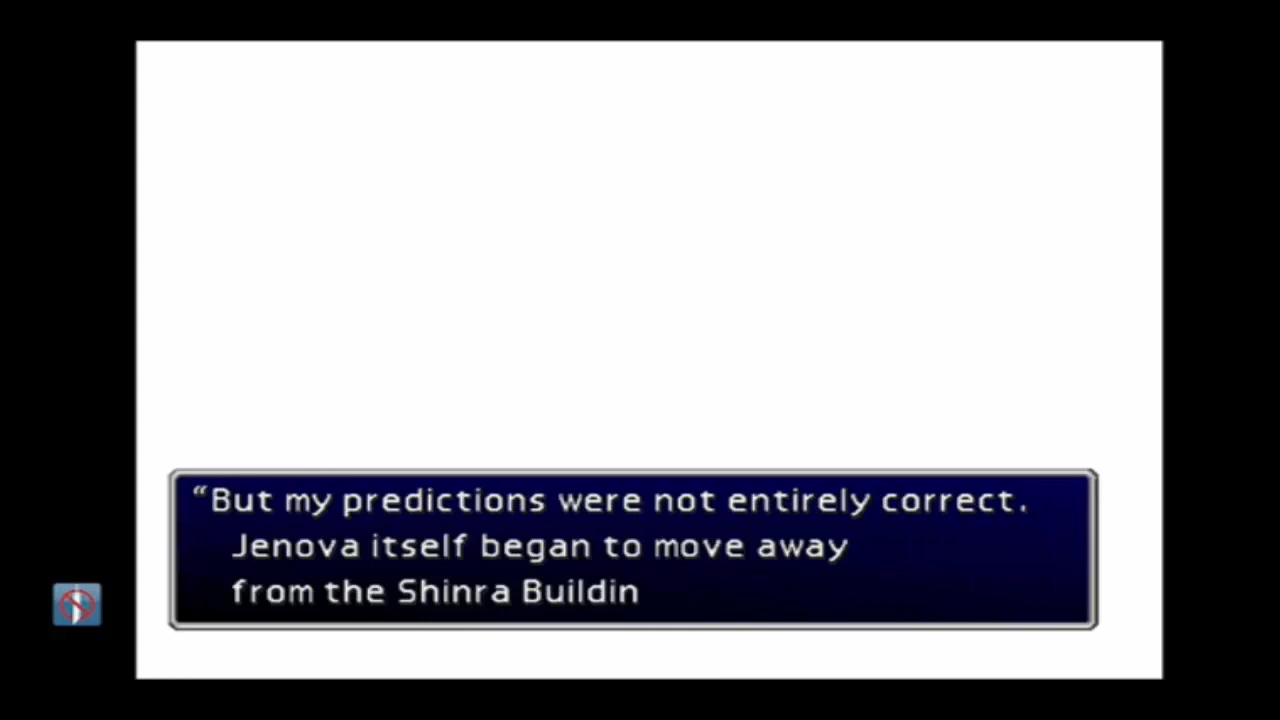 “But my predictions were not entirely correct.
Jenova itself began to move away
from the Shinra Buildin